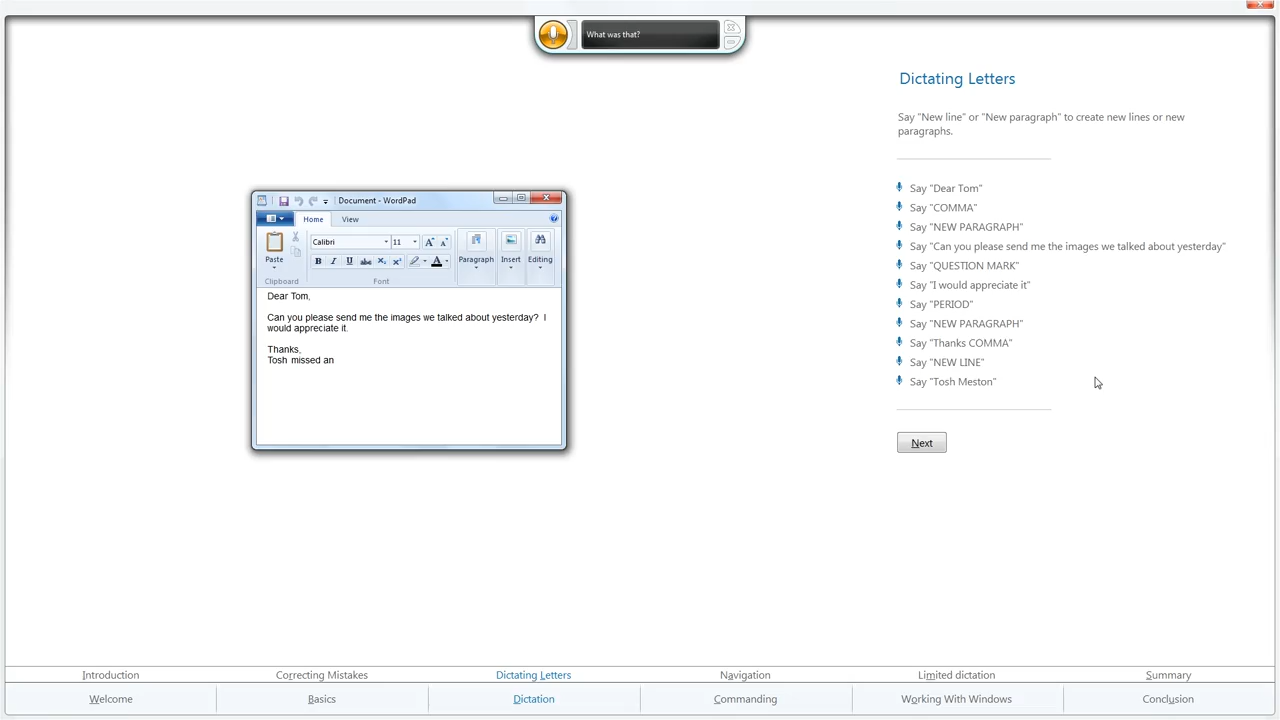 What was that?
Dictating Letters
Say "New line" or "New paragraph" to create new lines or new
paragraphs.
Say "Dear Tom"
Say "COMMA"
Say "NEW PARAGRAPH"
Say "Can you please send me the images we talked about yesterday"
Say "QUESTION MARK"
Say "I would appreciate it"
Say "PERIOD"
Say "NEW PARAGRAPH"
Say "Thanks COMMA"
Say "NEW LINE"
Say "Tosh Meston"
Next
Document - WordPad
Home View
Calibri 11
Paste
B I U abc X₂ X² A
Paragraph Insert Editing
Clipboard Font
Dear Tom,
Can you please send me the images we talked about yesterday? I
would appreciate it.
Thanks,
Tosh missed an
Introduction Correcting Mistakes Dictating Letters Navigation Limited dictation Summary
Welcome Basics Dictation Commanding Working With Windows Conclusion